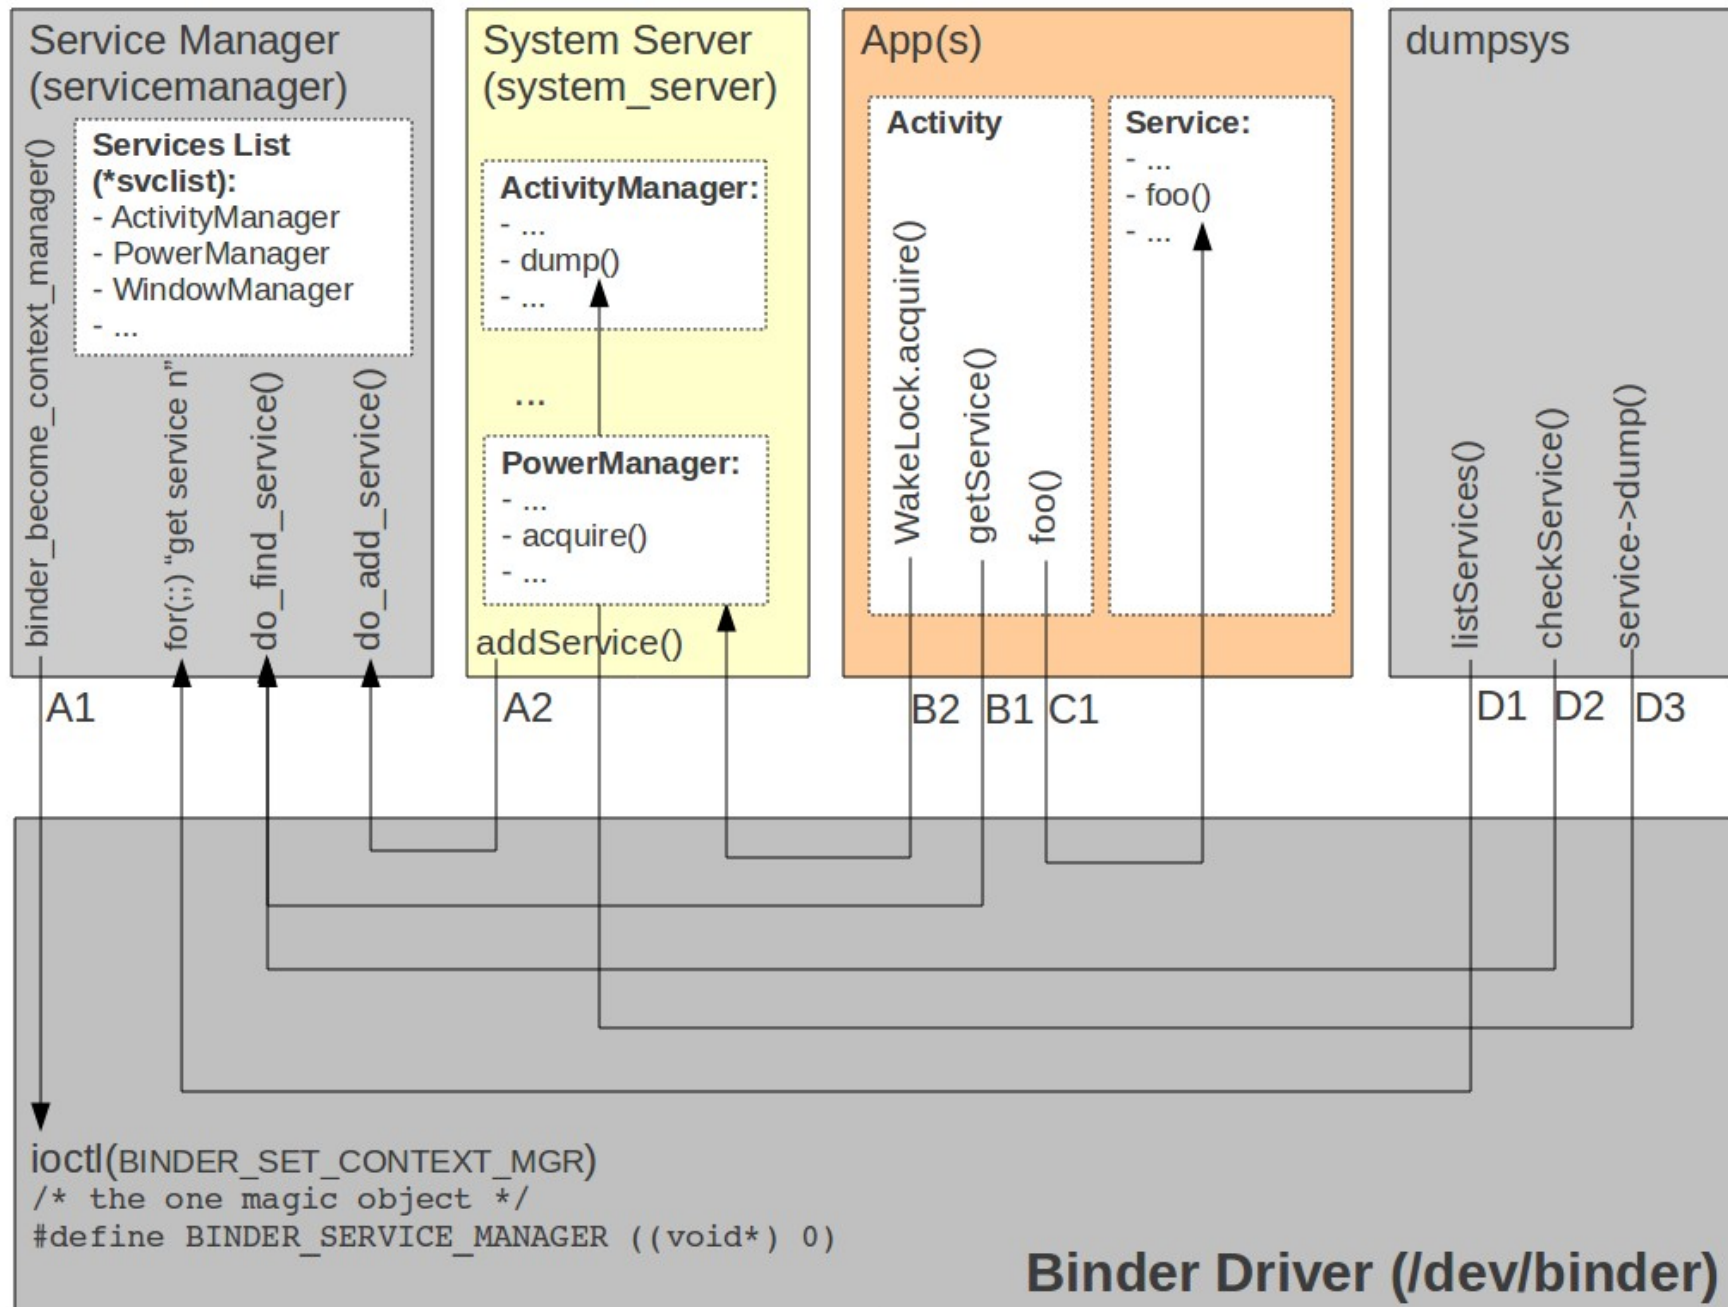 Service Manager
(servicemanager)
binder_become_context_manager()
Services List
(*svclist):
- ActivityManager
- PowerManager
- WindowManager
- ...
for(;;) “get service n”
do_find_service()
do_add_service()
System Server
(system_server)
ActivityManager:
- ...
- dump()
- ...
...
PowerManager:
- ...
- acquire()
- ...
addService()
App(s)
Activity
WakeLock.acquire()
getService()
foo()
Service:
- ...
- foo()
- ...
dumpsys
listServices()
checkService()
service->dump()
A1
A2
B2
B1
C1
D1
D2
D3
ioctl(BINDER_SET_CONTEXT_MGR)
/* the one magic object */
#define BINDER_SERVICE_MANAGER ((void*) 0)
Binder Driver (/dev/binder)